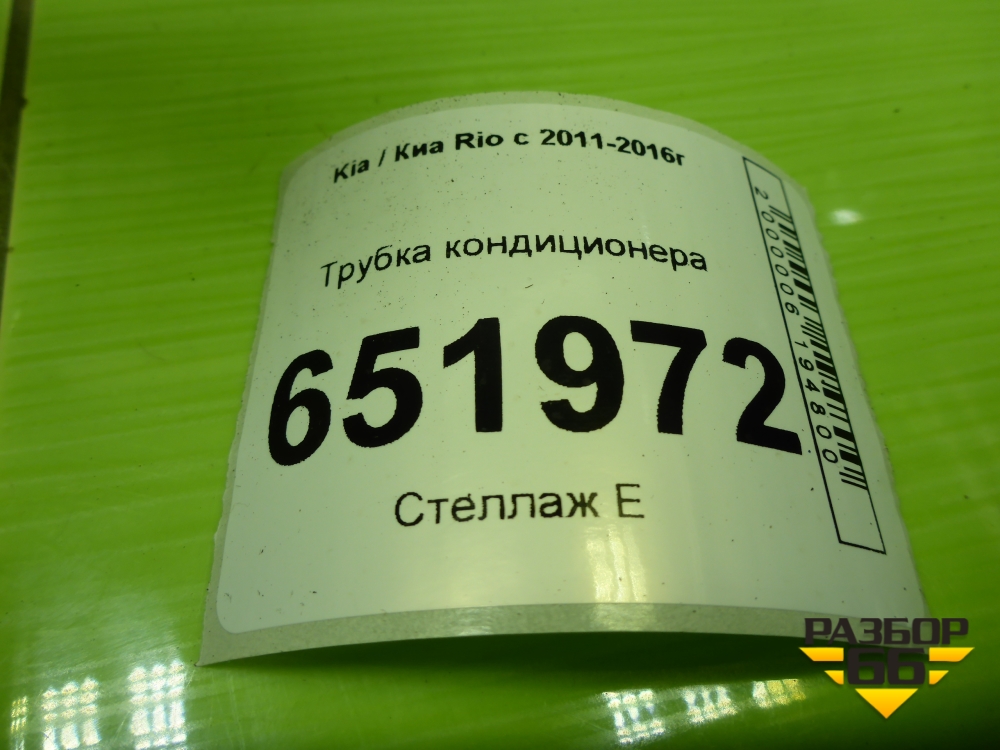 Kia / Киа Rio с 2011-2016г
Трубка кондиционера
651972
Стеллаж Е
2000006194800
РАЗБОР
66